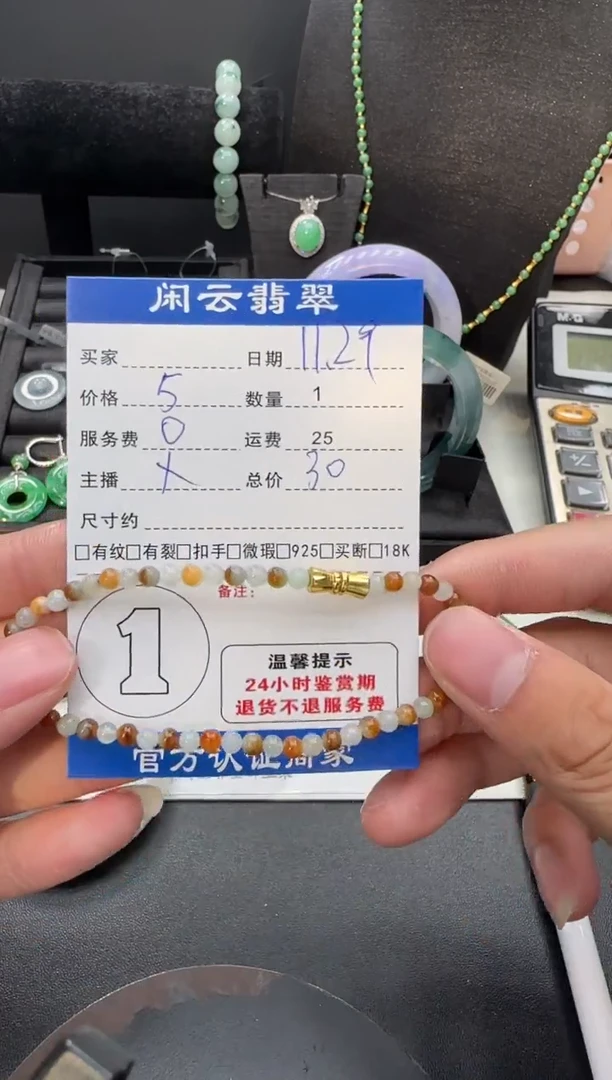 闲云翡翠
买家 日期 11.29
价格 5 数量 1
服务费 0 运费 25
主播 X 总价 30
尺寸约
□有纹□有裂□扣手□微瑕□925□买断□18K
备注：
1
温馨提示
24小时鉴赏期
退货不退服务费
官方认证商家
M&G